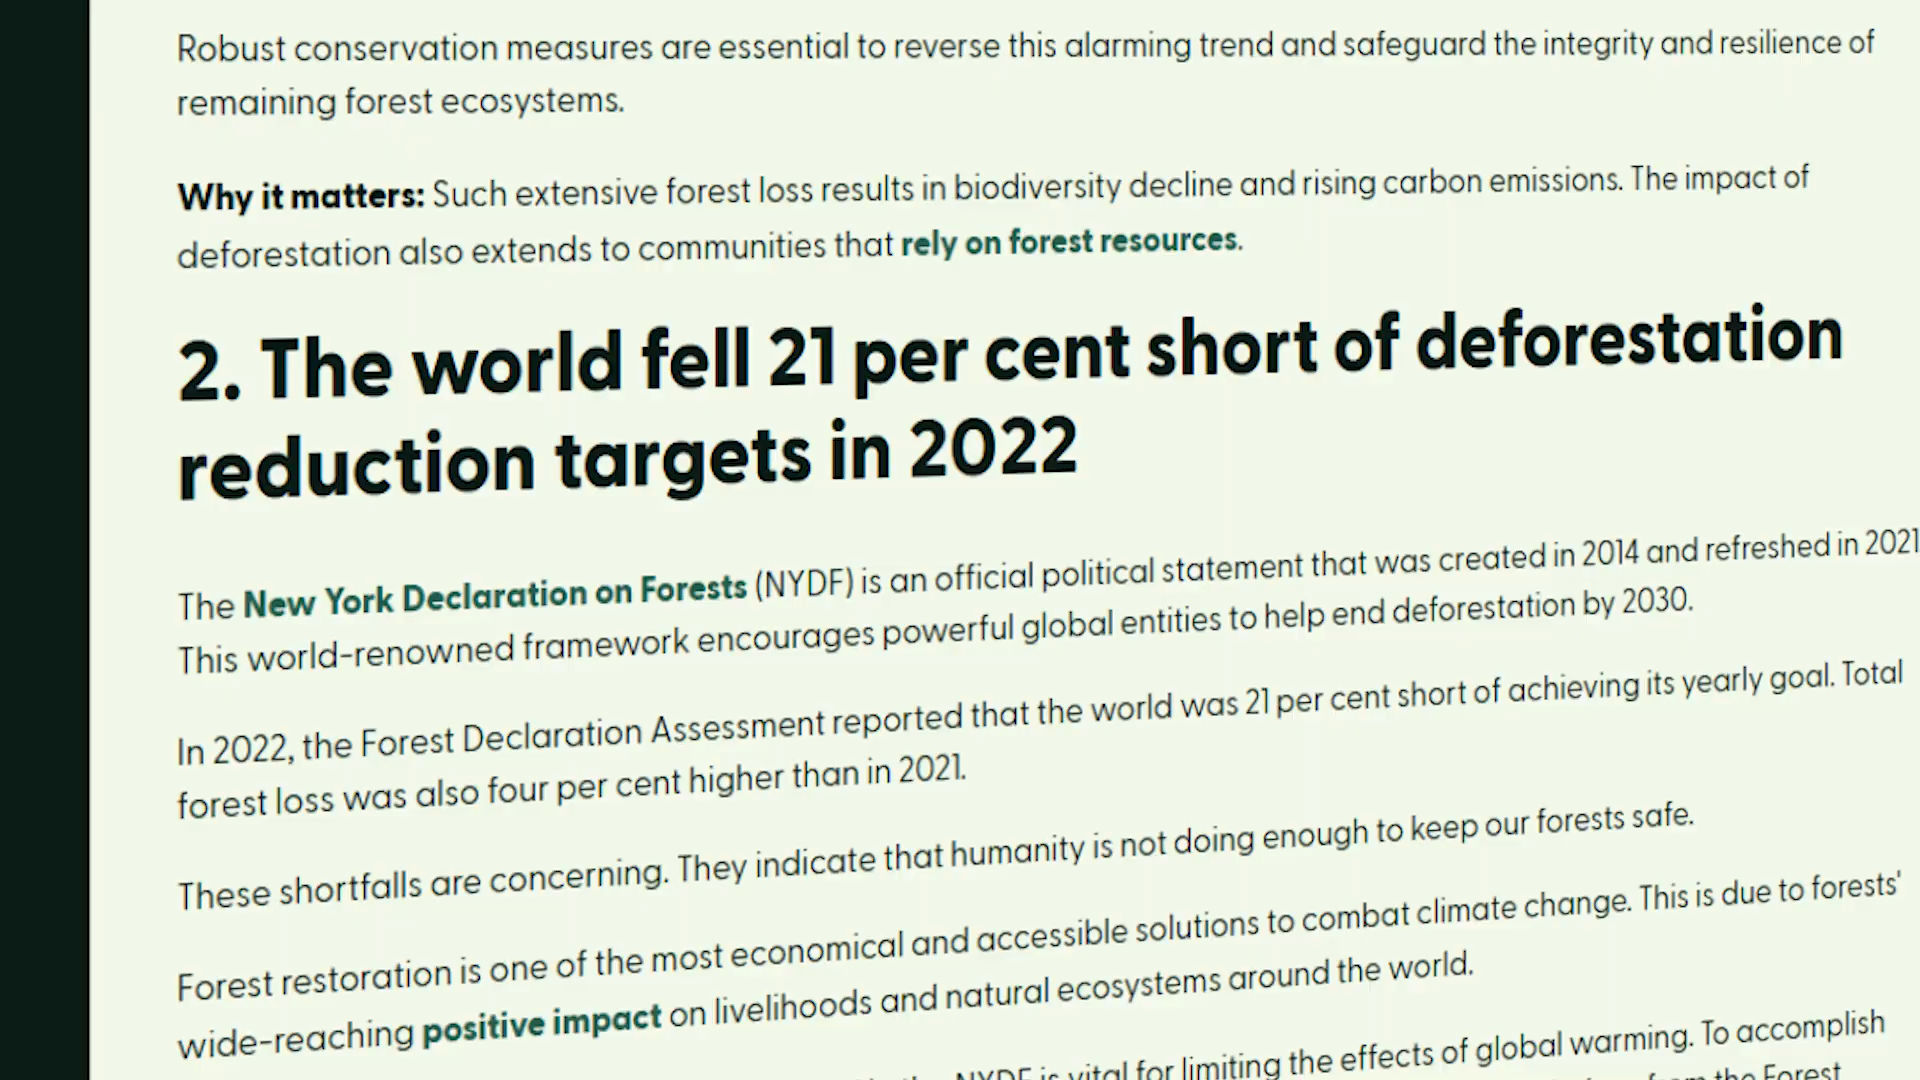 Robust conservation measures are essential to reverse this alarming trend and safeguard the integrity and resilience of
remaining forest ecosystems.
Why it matters: Such extensive forest loss results in biodiversity decline and rising carbon emissions. The impact of
deforestation also extends to communities that rely on forest resources.
2. The world fell 21 per cent short of deforestation
reduction targets in 2022
The New York Declaration on Forests (NYDF) is an official political statement that was created in 2014 and refreshed in 2021
This world-renowned framework encourages powerful global entities to help end deforestation by 2030.
In 2022, the Forest Declaration Assessment reported that the world was 21 per cent short of achieving its yearly goal. Total
forest loss was also four per cent higher than in 2021.
These shortfalls are concerning. They indicate that humanity is not doing enough to keep our forests safe.
Forest restoration is one of the most economical and accessible solutions to combat climate change. This is due to forests'
wide-reaching positive impact on livelihoods and natural ecosystems around the world.
NYDF is vital for limiting the effects of global warming. To accomplish
from the Forest